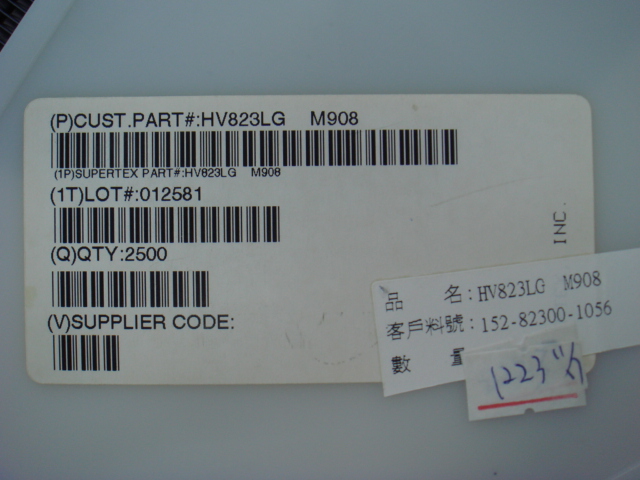 (P)CUST.PART#:HV823LG M908
(1P)SUPERTEX PART#:HV823LG M908
(1T)LOT#:012581
(Q)QTY:2500
(V)SUPPLIER CODE:
INC.
品 名:HV823LG M908
客戶料號:152-82300-1056
數
1223